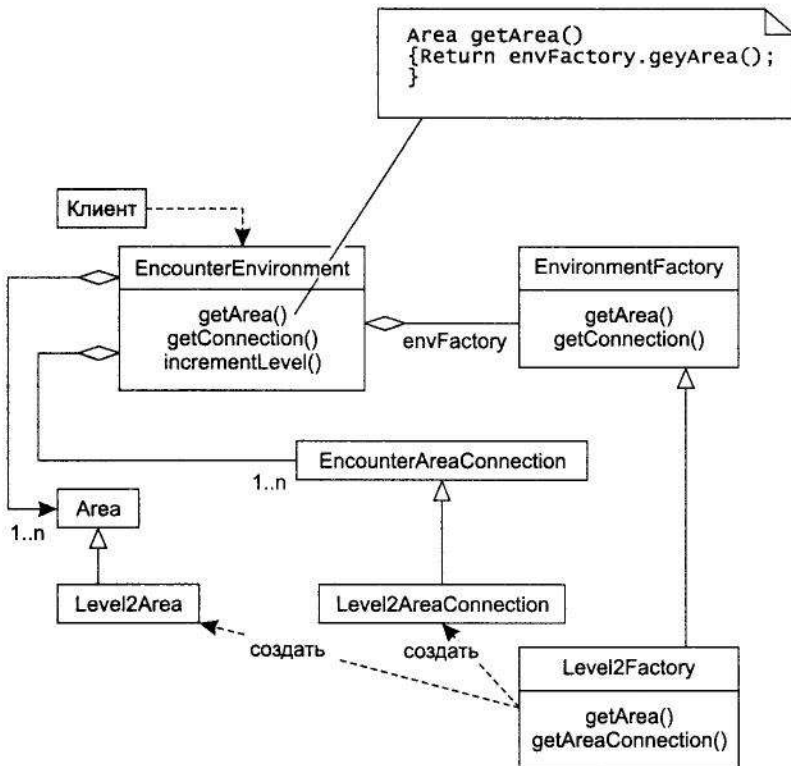 Area getArea()
{Return envFactory.geyArea();
}
Клиент
EncounterEnvironment
getArea()
getConnection()
incrementLevel()
envFactory
EnvironmentFactory
getArea()
getConnection()
EncounterAreaConnection
1..n
Area
1..n
Level2Area
Level2AreaConnection
создать
создать
Level2Factory
getArea()
getAreaConnection()